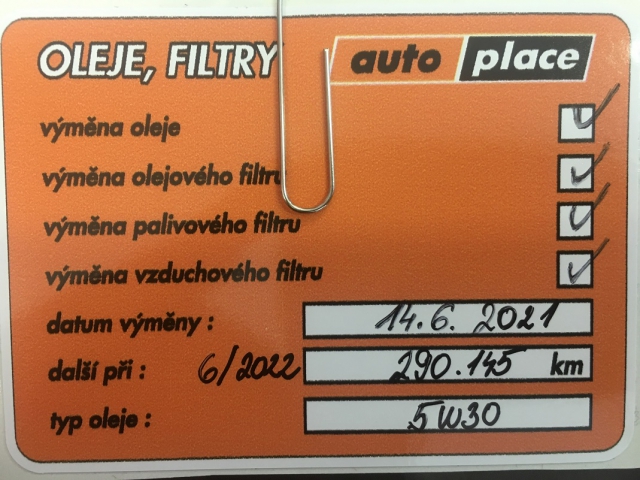 OLEJE, FILTRY auto place
výměna oleje
výměna olejového filtru
výměna palivového filtru
výměna vzduchového filtru
datum výměny : 14.6. 2021
další při : 6/2022 290.145 km
typ oleje : 5W30